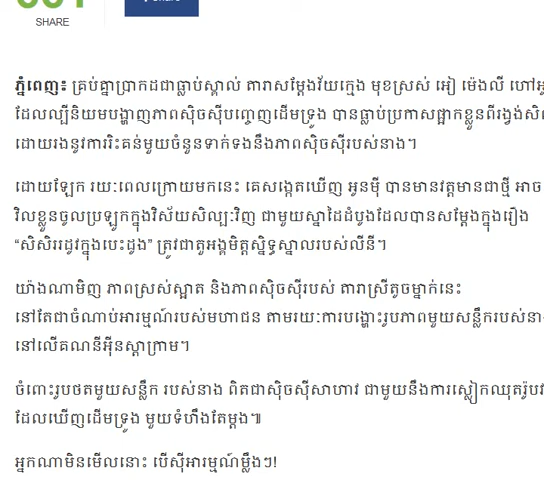 SHARE
ភ្នំពេញ៖ គ្រប់គ្នាប្រាកដជាធ្លាប់ស្គាល់ តារាសម្ដែងវ័យក្មេង មុខស្រស់ អៀ ម៉េងលី ហៅ
ដែលល្បីនិយមបង្ហាញភាពស៊ិចស៊ីបញ្ចេញដើមទ្រូង បានធ្លាប់ប្រកាសផ្អាកខ្លួនពីរង្វង់
ដោយរងនូវការរិះគន់មួយចំនួនទាក់ទងនឹងភាពស៊ិចស៊ីរបស់នាង។
ដោយឡែក រយៈពេលក្រោយមកនេះ គេសង្កេតឃើញ អូនម៉ី បានមានវត្តមានជាថ្មី អាច
វិលខ្លួនចូលប្រឡូកក្នុងវិស័យសិល្បៈវិញ ជាមួយស្នាដៃដំបូងដែលបានសម្ដែងក្នុងរឿង
“សិសិររដូវក្នុងបេះដូង” ត្រូវជាតួអង្គមិត្តស្និទ្ធស្នាលរបស់លីនី។
យ៉ាងណាមិញ ភាពស្រស់ស្អាត និងភាពស៊ិចស៊ីរបស់ តារាស្រីតូចម្នាក់នេះ
នៅតែជាចំណាប់អារម្មណ៍របស់មហាជន តាមរយៈការបង្ហោះរូបភាពមួយសន្លឹករបស់
នៅលើគណនីអ៊ីនស្តាក្រាម។
ចំពោះរូបថតមួយសន្លឹក របស់នាង ពិតជាស៊ិចស៊ីសាហាវ ជាមួយនឹងការស្លៀកឈុត
ដែលឃើញដើមទ្រូង មួយទំហឹងតែម្ដង៕
អ្នកណាមិនមើលនោះ បើស៊ីអារម្មណ៍ម្លឹងៗ!